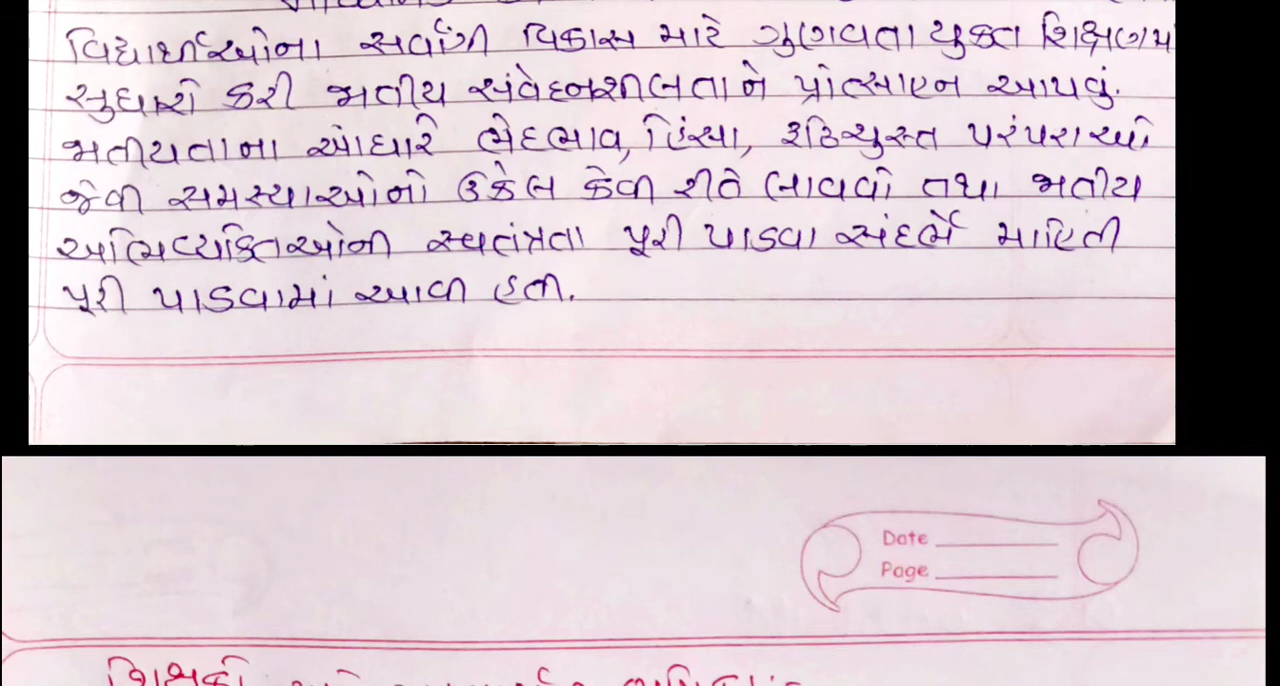 વિદ્યાર્થીઓના સર્વાંગી વિકાસ માટે ગુણવતા યુક્ત શિક્ષણમ
સુધારો કરી જાતીય સંવેદનશીલતાને પ્રોત્સાહન આપવું.
જાતીયતાના આધારે ભેદભાવ, હિંસા, રૂઢિચુસ્ત પરંપરાઓ
જેવી સમસ્યાઓનો ઉકેલ કેવી રીતે લાવવો તથા જાતીય
અભિવ્યક્તિઓની સ્વતંત્રતા પૂરી પાડવા સંદર્ભે માહિતી
પૂરી પાડવામાં આવી હતી.
Date
Page